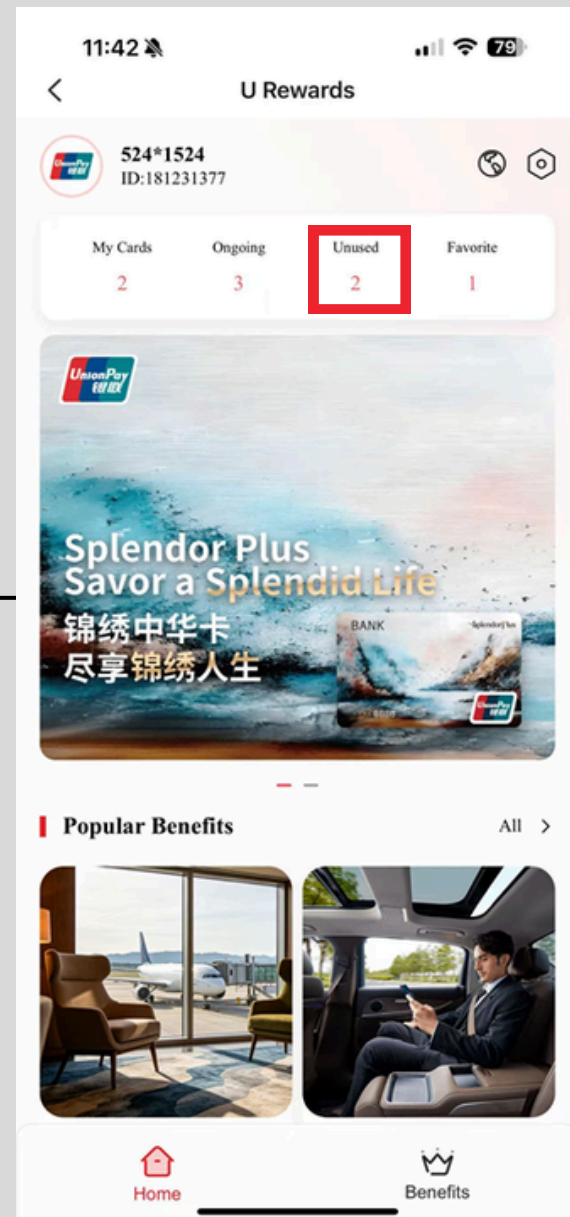 11:42
79
U Rewards
524*1524
ID:181231377
My Cards Ongoing Unused Favorite
2 3 2 1
UnionPay
银联
Splendor Plus
Savor a Splendid Life
锦绣中华卡
尽享锦绣人生
BANK
Splendor Plus
UnionPay
银联
Popular Benefits
All
Home
Benefits